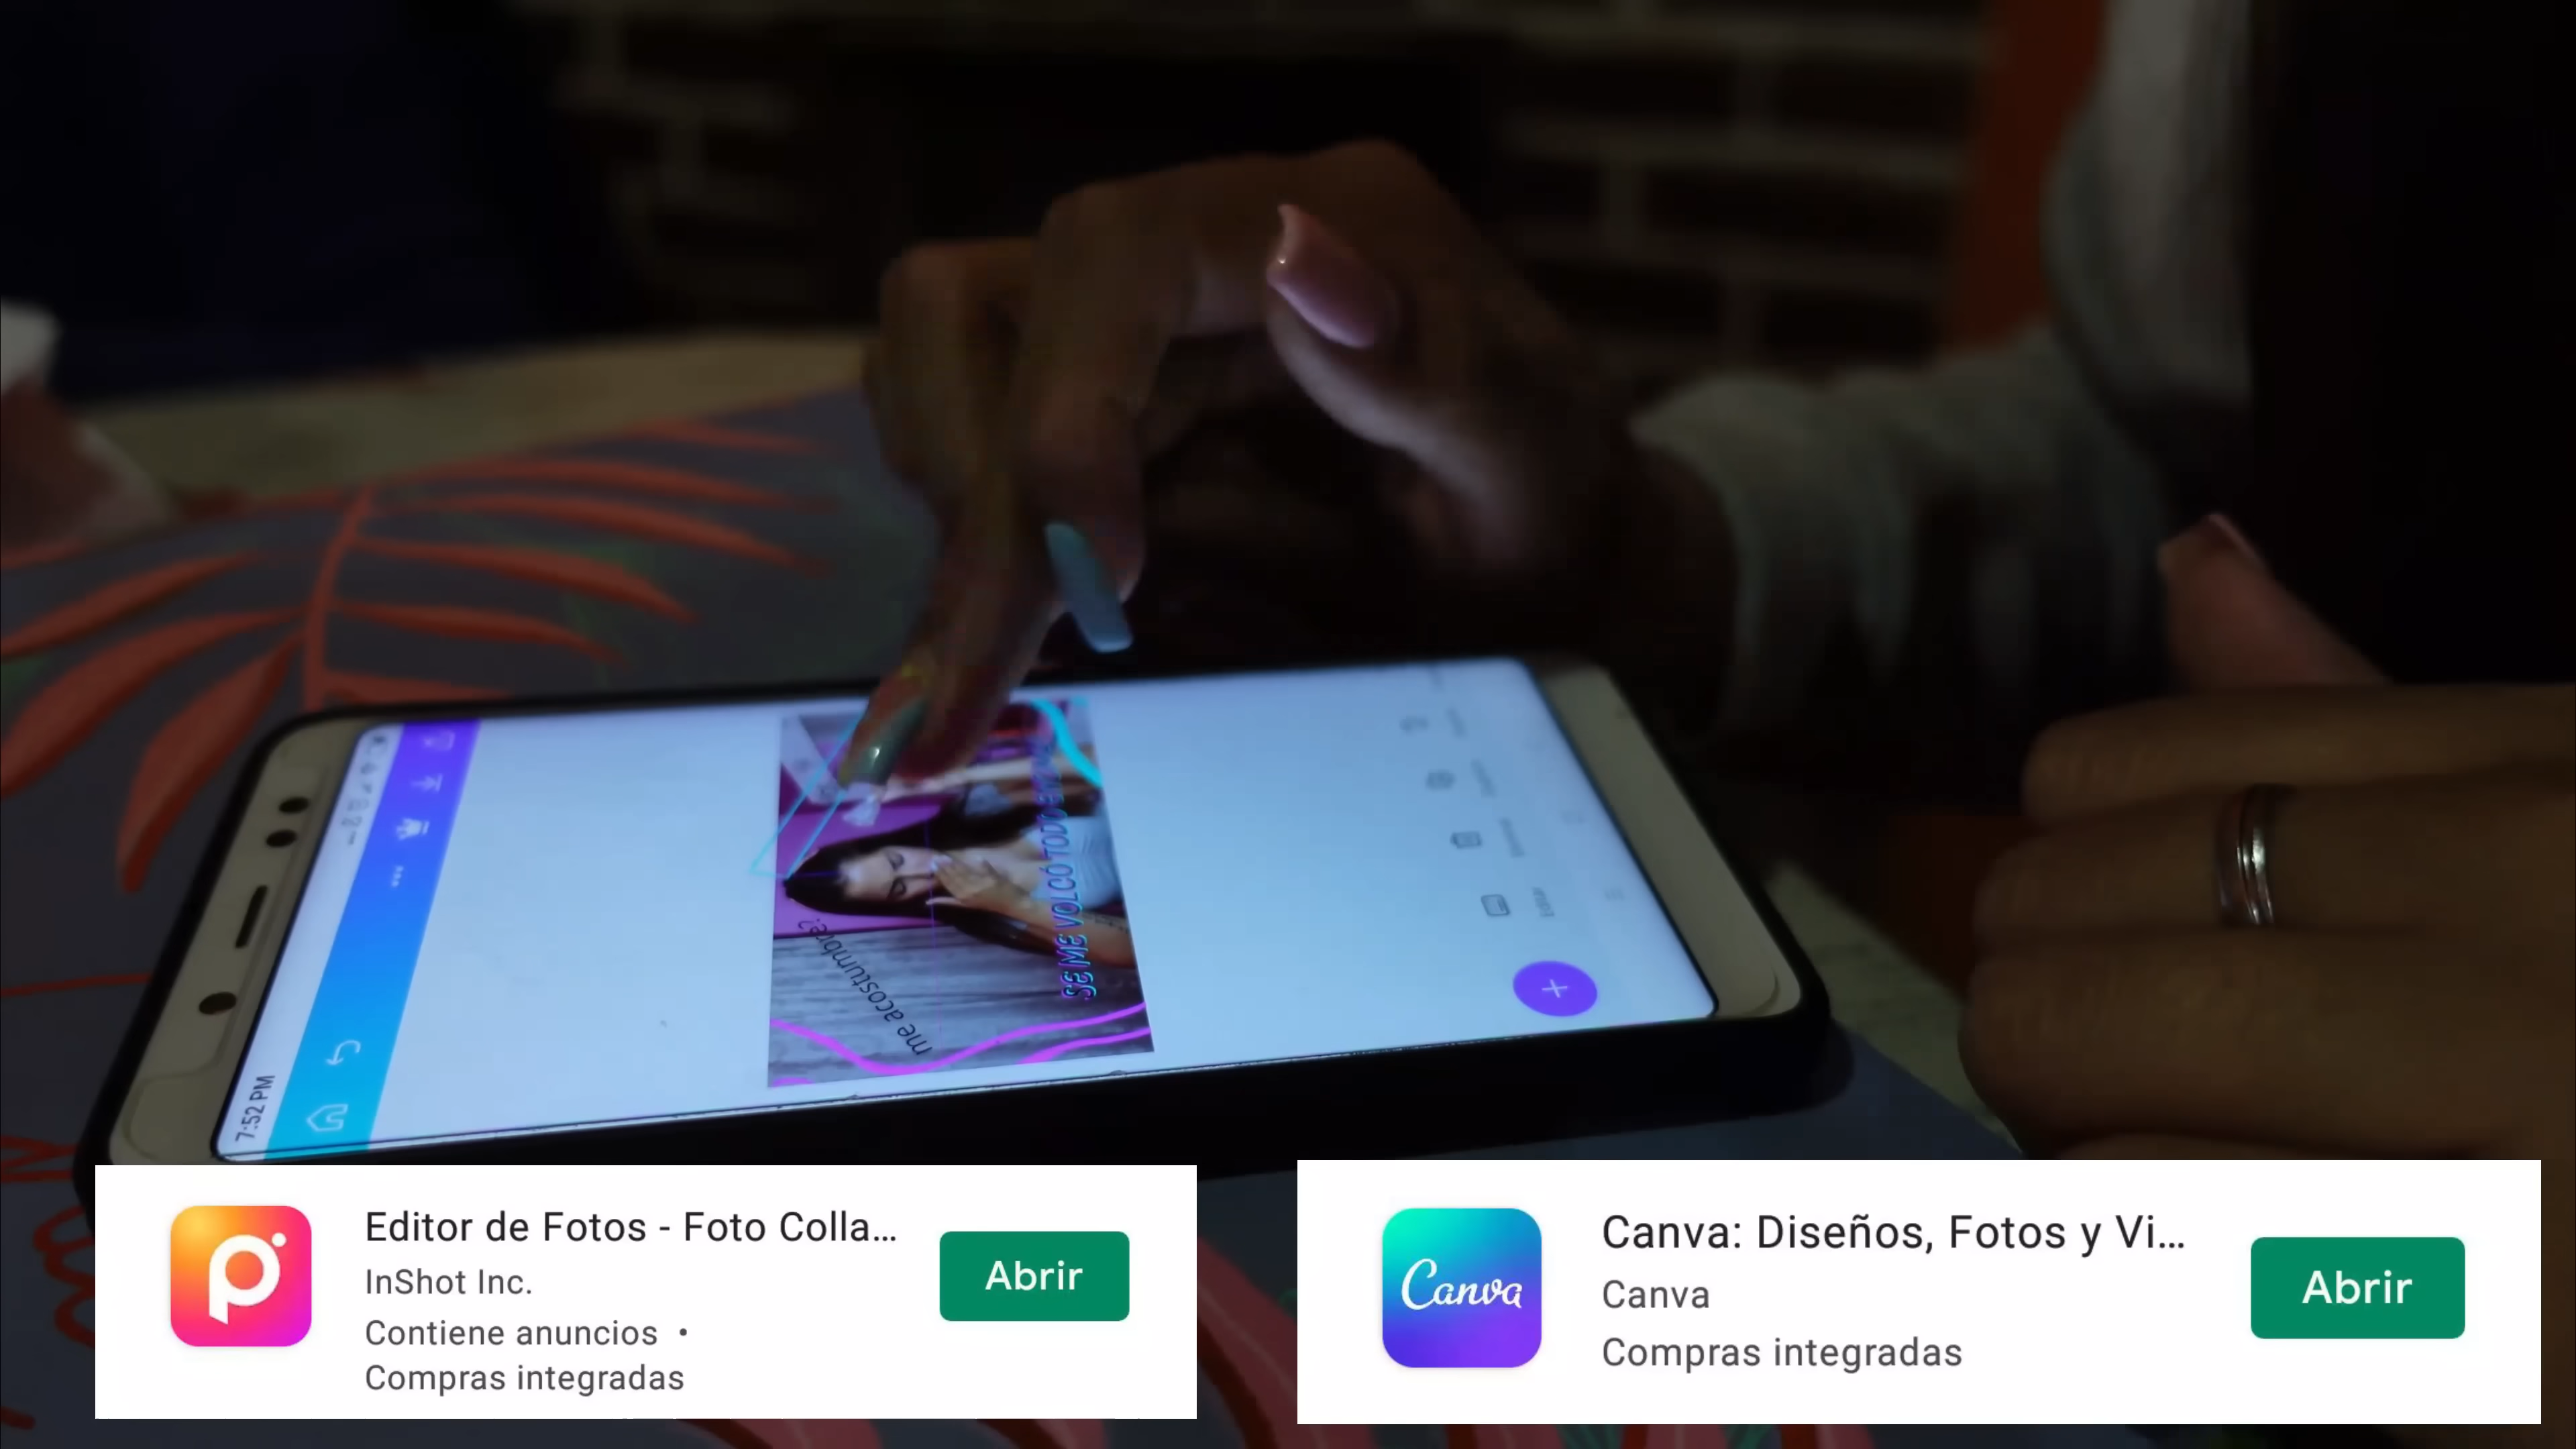 7:52 PM
me acostumbre?
SE ME VOLCÓ TODO
Editor de Fotos - Foto Colla...
InShot Inc.
Contiene anuncios •
Compras integradas
Abrir
Canva
Canva: Diseños, Fotos y Vi...
Canva
Compras integradas
Abrir